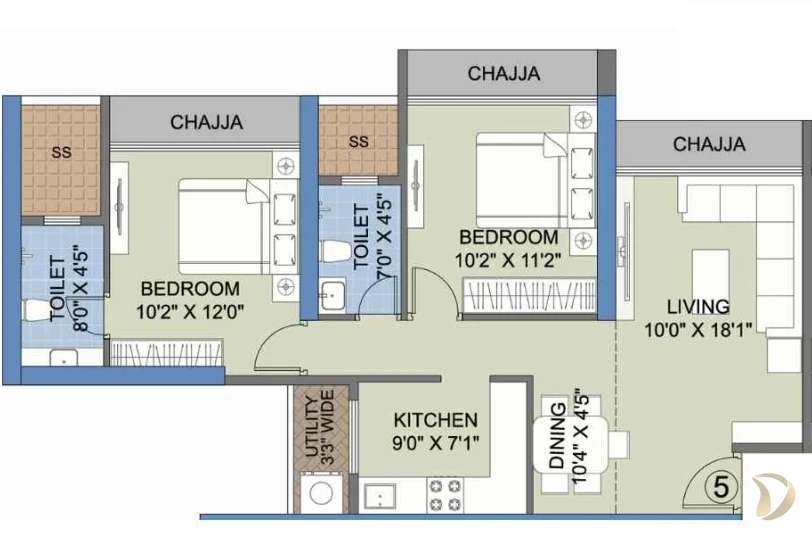 CHAJJA
CHAJJA
CHAJJA
SS
SS
TOILET
8'0" X 4'5"
BEDROOM
10'2" X 12'0"
TOILET
7'0" X 4'5"
BEDROOM
10'2" X 11'2"
LIVING
10'0" X 18'1"
UTILITY
3'3" WIDE
KITCHEN
9'0" X 7'1"
DINING
10'4" X 4'5"
5